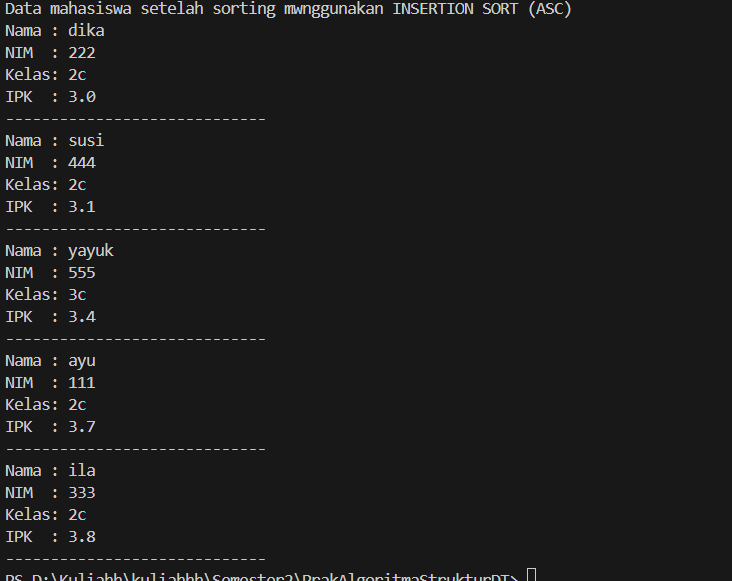 Data mahasiswa setelah sorting mwnggunakan INSERTION SORT (ASC)
Nama : dika
NIM  : 222
Kelas: 2c
IPK  : 3.0
-----------------------------
Nama : susi
NIM  : 444
Kelas: 2c
IPK  : 3.1
-----------------------------
Nama : yayuk
NIM  : 555
Kelas: 3c
IPK  : 3.4
-----------------------------
Nama : ayu
NIM  : 111
Kelas: 2c
IPK  : 3.7
-----------------------------
Nama : ila
NIM  : 333
Kelas: 2c
IPK  : 3.8
-----------------------------
PS D:\Kuliahh\kuliahhh\Semester2\PrakAlgoritmaStrukturDT>